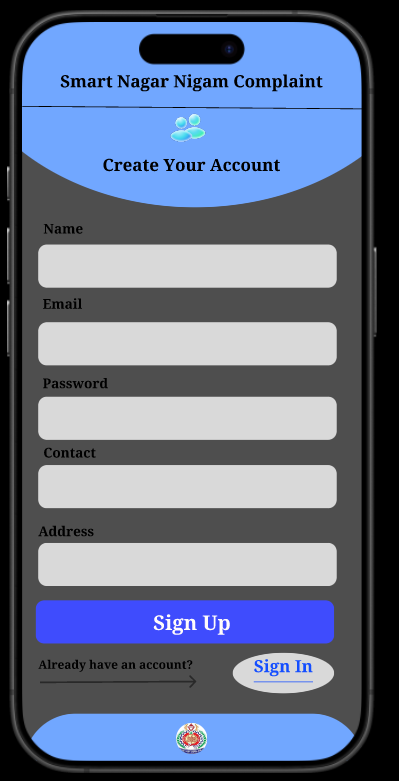 Smart Nagar Nigam Complaint
Create Your Account
Name
Email
Password
Contact
Address
Sign Up
Already have an account?
Sign In